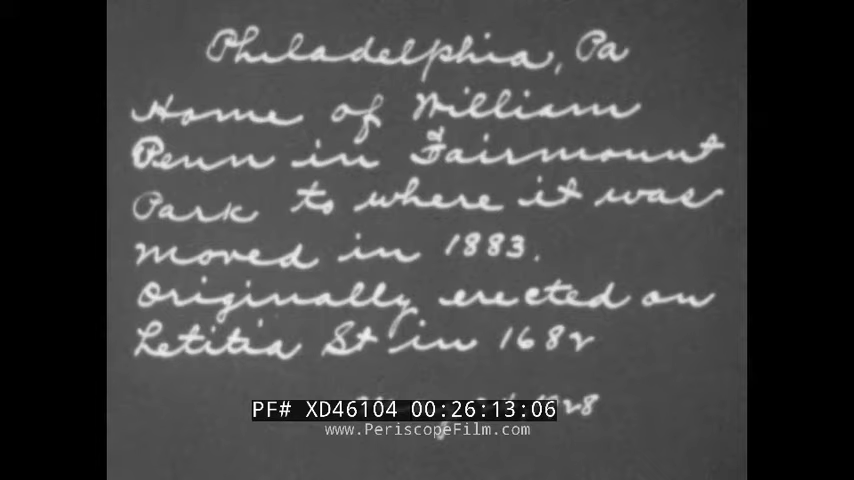 Philadelphia, Pa
Home of William
Penn in Fairmount
Park to where it was
moved in 1883.
Originally erected on
Letitia St in 1682
PF# XD46104 00:26:13:06
www.PeriscopeFilm.com